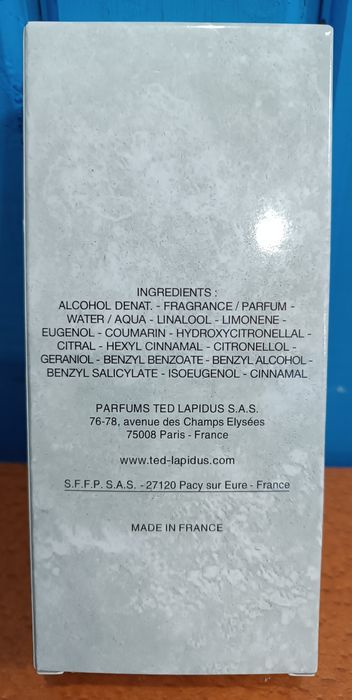 INGREDIENTS :
ALCOHOL DENAT. - FRAGRANCE / PARFUM -
WATER / AQUA - LINALOOL - LIMONENE -
EUGENOL - COUMARIN - HYDROXYCITRONELLAL -
CITRAL - HEXYL CINNAMAL - CITRONELLOL -
GERANIOL - BENZYL BENZOATE - BENZYL ALCOHOL -
BENZYL SALICYLATE - ISOEUGENOL - CINNAMAL
PARFUMS TED LAPIDUS S.A.S.
76-78, avenue des Champs Elysées
75008 Paris - France
www.ted-lapidus.com
S.F.F.P. S.A.S. - 27120 Pacy sur Eure - France
MADE IN FRANCE